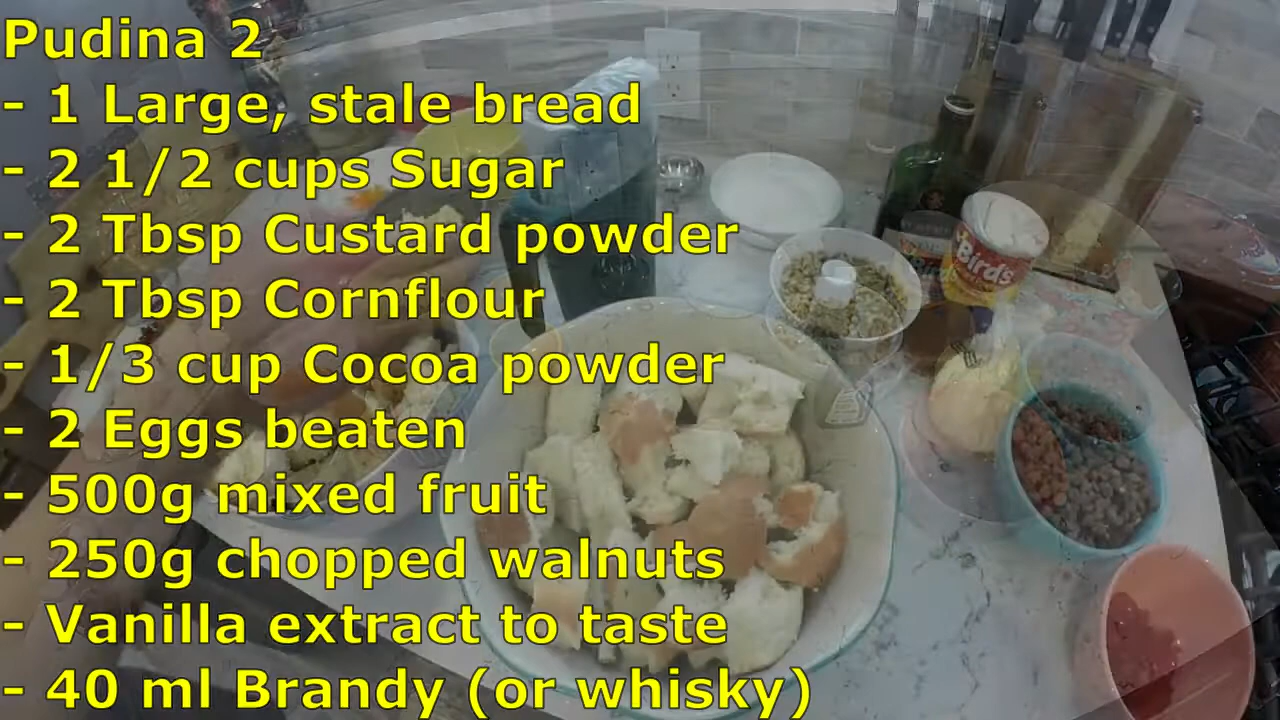 Pudina 2
- 1 Large, stale bread
- 2 1/2 cups Sugar
- 2 Tbsp Custard powder
- 2 Tbsp Cornflour
- 1/3 cup Cocoa powder
- 2 Eggs beaten
- 500g mixed fruit
- 250g chopped walnuts
- Vanilla extract to taste
- 40 ml Brandy (or whisky)
Bird's